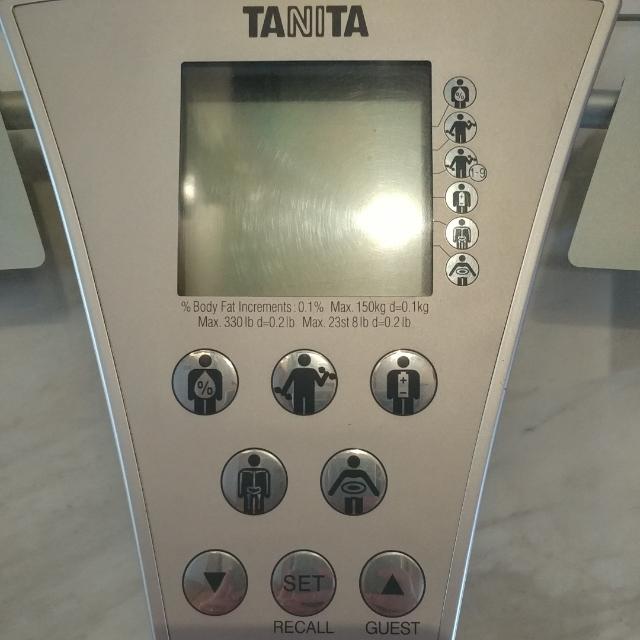 TANITA
%
1-9
% Body Fat Increments: 0.1% Max. 150kg d=0.1kg
Max. 330 lb d=0.2 lb Max. 23st 8 lb d=0.2 lb
%
SET
RECALL GUEST